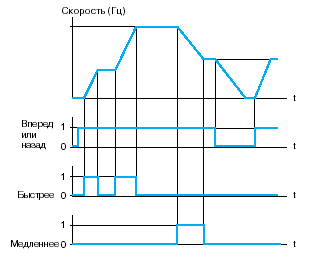 Скорость (Гц)
t
Вперед
или
назад
1
0
t
Быстрее
1
0
t
Медленнее
1
0
t